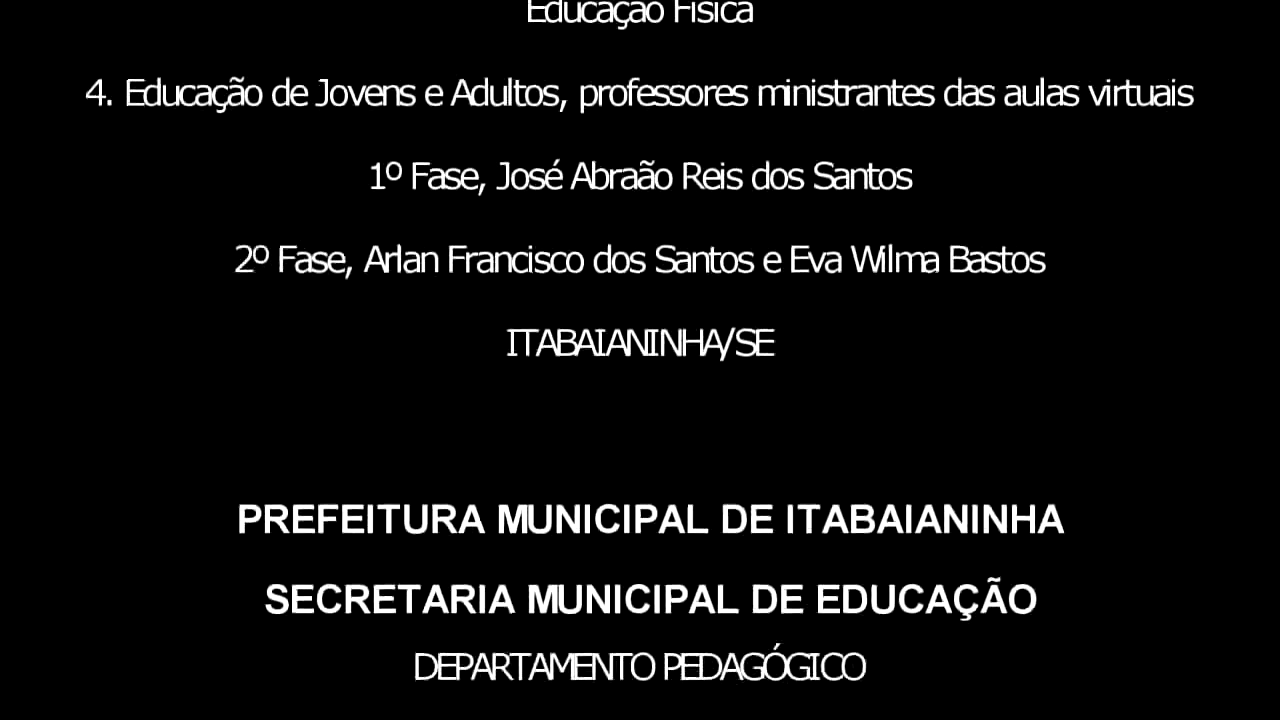 Educação Física
4. Educação de Jovens e Adultos, professores ministrantes das aulas virtuais
1º Fase, José Abraão Reis dos Santos
2º Fase, Arlan Francisco dos Santos e Eva Wilma Bastos
ITABAIANINHA/SE
PREFEITURA MUNICIPAL DE ITABAIANINHA
SECRETARIA MUNICIPAL DE EDUCAÇÃO
DEPARTAMENTO PEDAGÓGICO